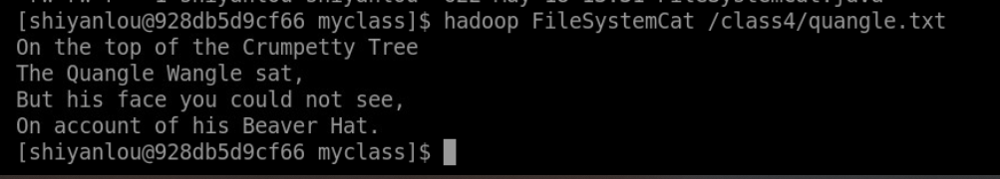 [shiyanlou@928db5d9cf66 myclass]$ hadoop FileSystemCat /class4/quangle.txt
On the top of the Crumpetty Tree
The Quangle Wangle sat,
But his face you could not see,
On account of his Beaver Hat.
[shiyanlou@928db5d9cf66 myclass]$